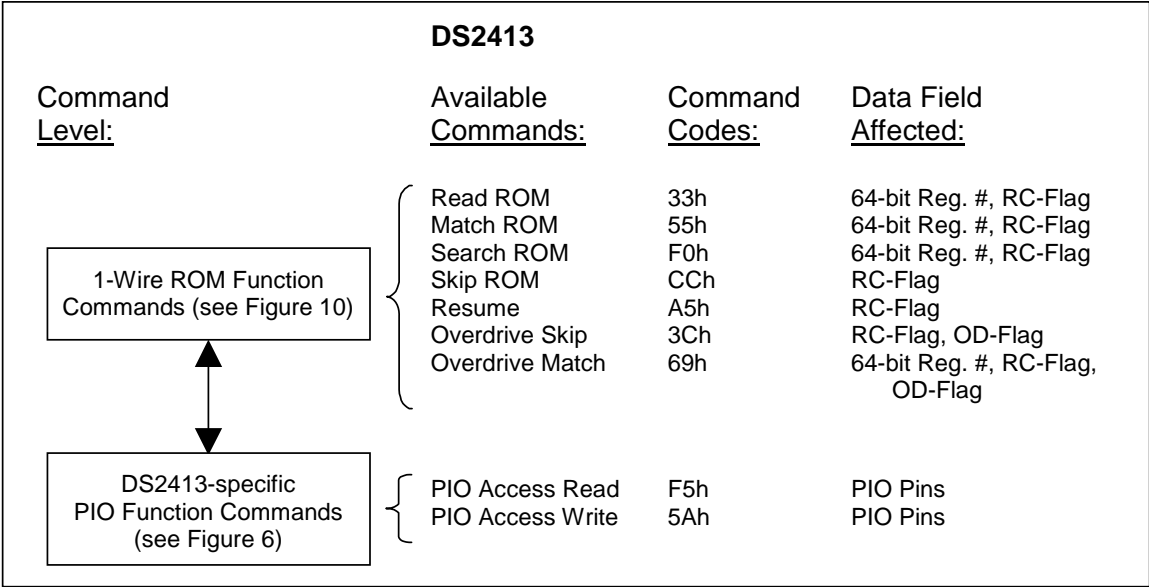 DS2413
Command Level:
Available Commands:
Command Codes:
Data Field Affected:
1-Wire ROM Function
Commands (see Figure 10)
Read ROM 33h 64-bit Reg. #, RC-Flag
Match ROM 55h 64-bit Reg. #, RC-Flag
Search ROM F0h 64-bit Reg. #, RC-Flag
Skip ROM CCh RC-Flag
Resume A5h RC-Flag
Overdrive Skip 3Ch RC-Flag, OD-Flag
Overdrive Match 69h 64-bit Reg. #, RC-Flag,
OD-Flag
DS2413-specific
PIO Function Commands
(see Figure 6)
PIO Access Read F5h PIO Pins
PIO Access Write 5Ah PIO Pins